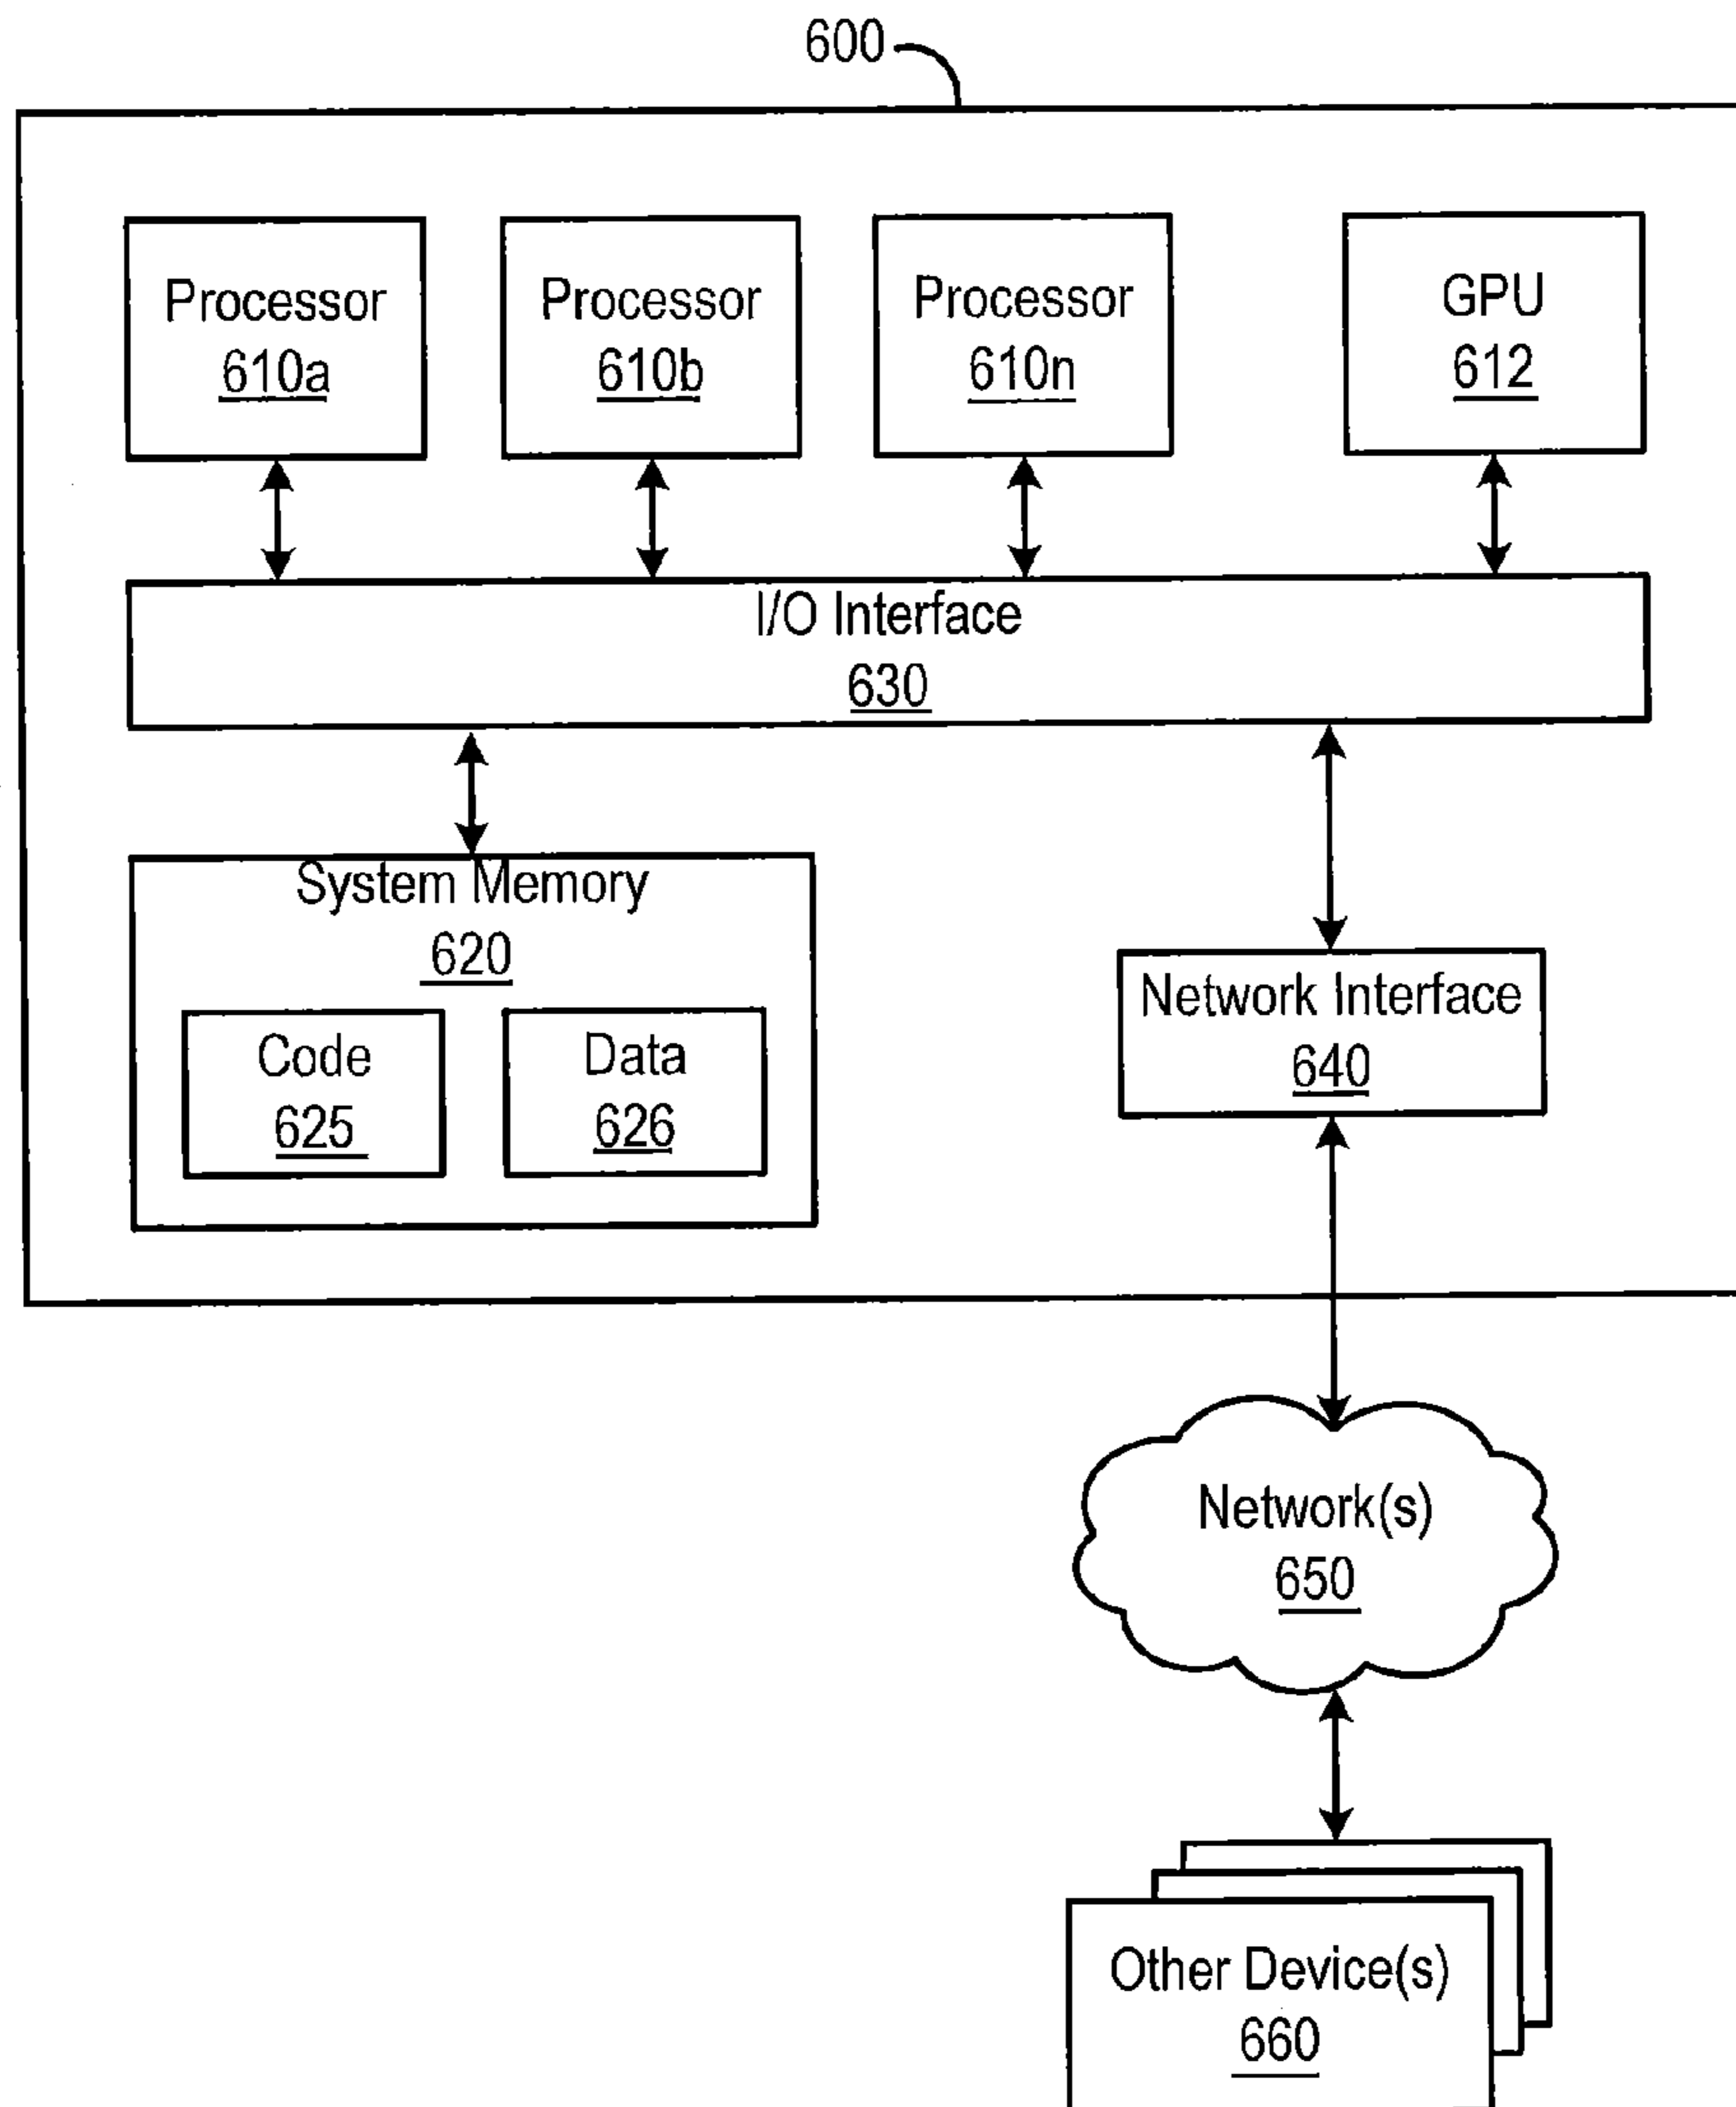 600
Processor
610a
Processor
610b
Processor
610n
GPU
612
I/O Interface
630
System Memory
620
Code
625
Data
626
Network Interface
640
Network(s)
650
Other Device(s)
660